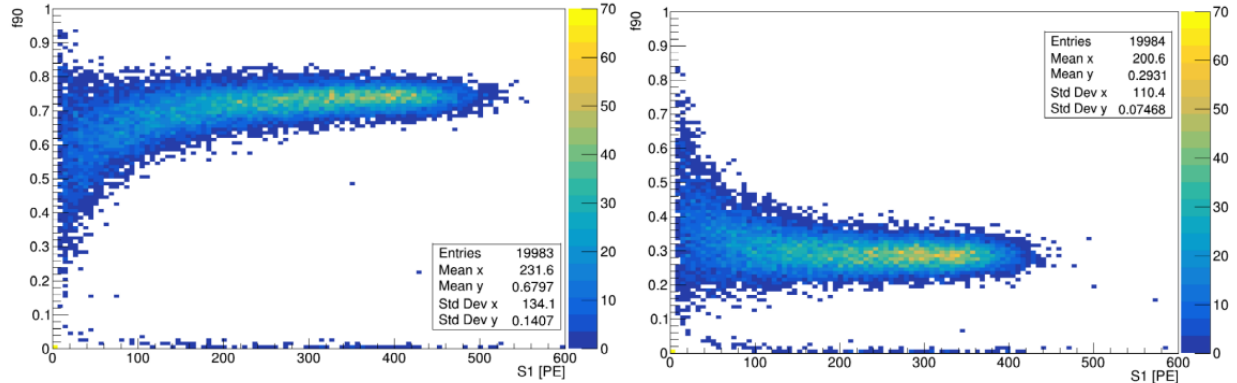 f90
1
0.9
0.8
0.7
0.6
0.5
0.4
0.3
0.2
0.1
0
0 100 200 300 400 500 600
S1 [PE]
Entries 19983
Mean x 231.6
Mean y 0.6797
Std Dev x 134.1
Std Dev y 0.1407
70
60
50
40
30
20
10
0
f90
1
0.9
0.8
0.7
0.6
0.5
0.4
0.3
0.2
0.1
0
0 100 200 300 400 500 600
S1 [PE]
Entries 19984
Mean x 200.6
Mean y 0.2931
Std Dev x 110.4
Std Dev y 0.07468
70
60
50
40
30
20
10
0